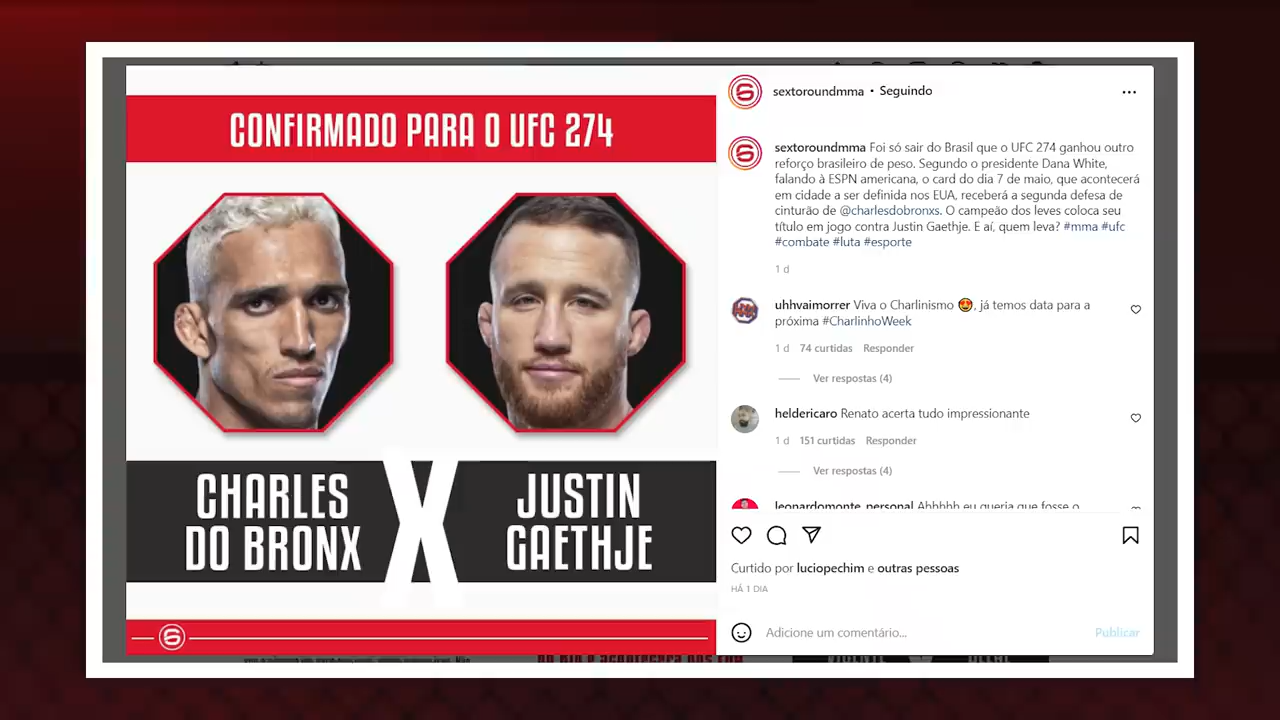 CONFIRMADO PARA O UFC 274
CHARLES
DO BRONX
X
JUSTIN
GAETHJE
sextoroundmma • Seguindo
sextoroundmma Foi só sair do Brasil que o UFC 274 ganhou outro
reforço brasileiro de peso. Segundo o presidente Dana White,
falando à ESPN americana, o card do dia 7 de maio, que acontecerá
em cidade a ser definida nos EUA, receberá a segunda defesa de
cinturão de @charlesdobronxs. O campeão dos leves coloca seu
título em jogo contra Justin Gaethje. E aí, quem leva? #mma #ufc
#combate #luta #esporte
1 d
uhhvaimorrer Viva o Charlinismo 😍, já temos data para a
próxima #CharlinhoWeek
1 d 74 curtidas Responder
Ver respostas (4)
heldericaro Renato acerta tudo impressionante
1 d 151 curtidas Responder
Ver respostas (4)
leonardomonte_personal Ahhhhh eu queria que fosse o
Curtido por luciopechim e outras pessoas
HÁ 1 DIA
Adicione um comentário...
Publicar